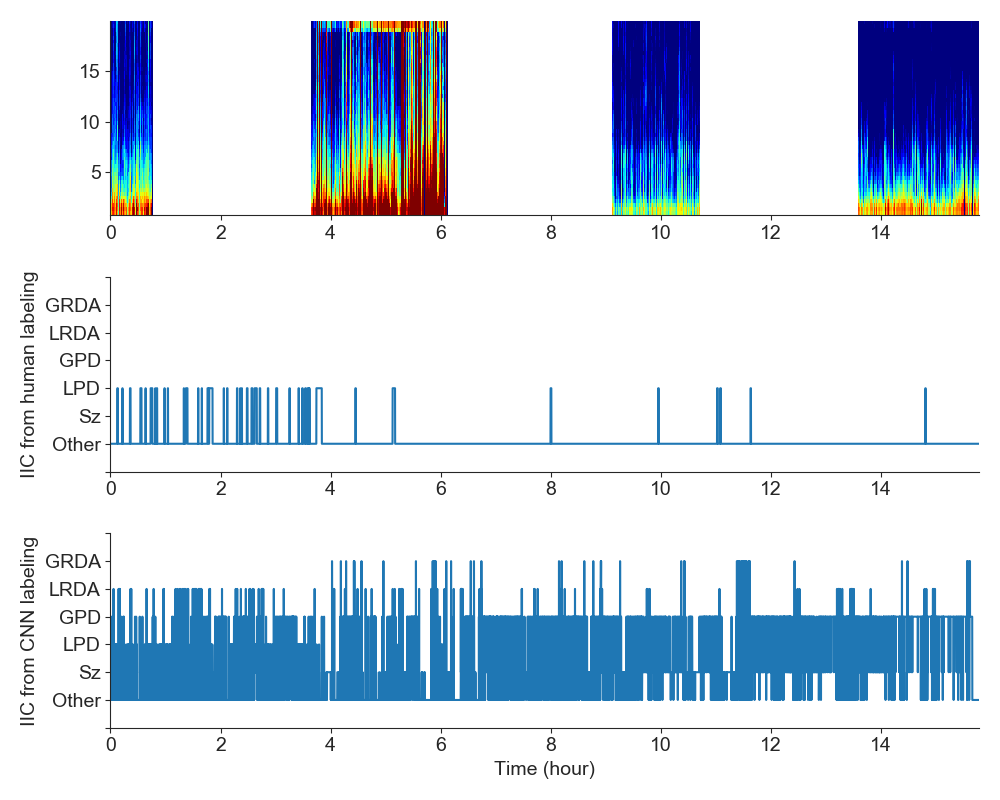 15
10
5
0 2 4 6 8 10 12 14
IIC from human labeling
GRDA
LRDA
GPD
LPD
Sz
Other
0 2 4 6 8 10 12 14
IIC from CNN labeling
GRDA
LRDA
GPD
LPD
Sz
Other
0 2 4 6 8 10 12 14
Time (hour)